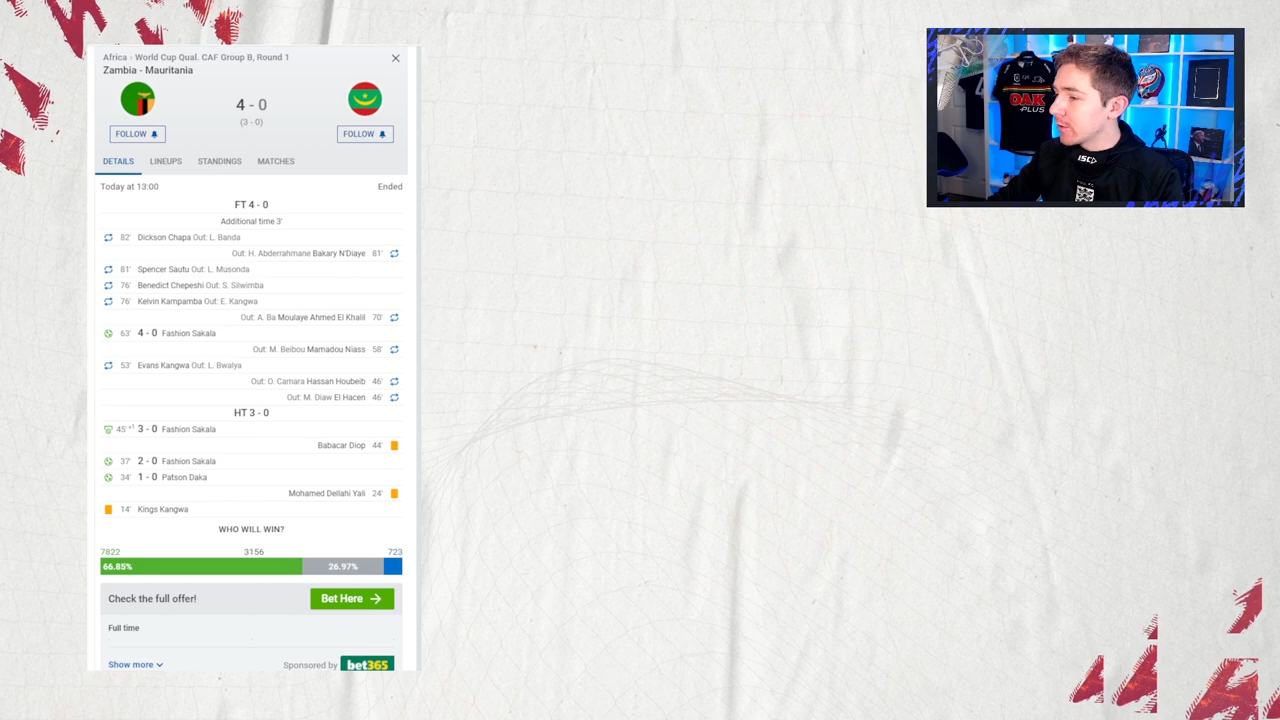 Africa › World Cup Qual. CAF Group B, Round 1
Zambia - Mauritania
4 - 0
(3 - 0)
FOLLOW
FOLLOW
DETAILS LINEUPS STANDINGS MATCHES
Today at 13:00 Ended
FT 4 - 0
Additional time 3'
82' Dickson Chapa Out: L. Banda
Out: H. Abderrahmane Bakary N'Diaye 81'
81' Spencer Sautu Out: L. Musonda
76' Benedict Chepeshi Out: S. Silwimba
76' Kelvin Kampamba Out: E. Kangwa
Out: A. Ba Moulaye Ahmed El Khalil 70'
63' 4 - 0 Fashion Sakala
Out: M. Beibou Mamadou Niass 58'
53' Evans Kangwa Out: L. Bwalya
Out: O. Camara Hassan Houbeib 46'
Out: M. Diaw El Hacen 46'
HT 3 - 0
45'+1 3 - 0 Fashion Sakala
Babacar Diop 44'
37' 2 - 0 Fashion Sakala
34' 1 - 0 Patson Daka
Mohamed Dellahi Yali 24'
14' Kings Kangwa
WHO WILL WIN?
7822 3156 723
66.85% 26.97%
Check the full offer! Bet Here →
Full time
Show more Sponsored by bet365
OAK
PLUS
ISC